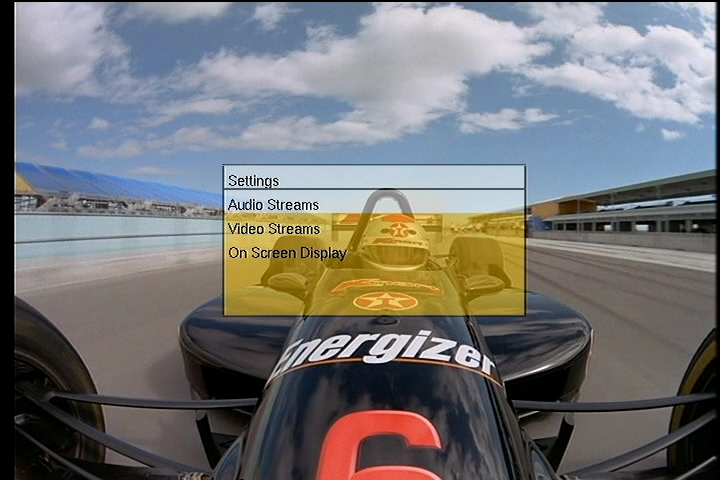 Settings
Audio Streams
Video Streams
On Screen Display
Energizer
6